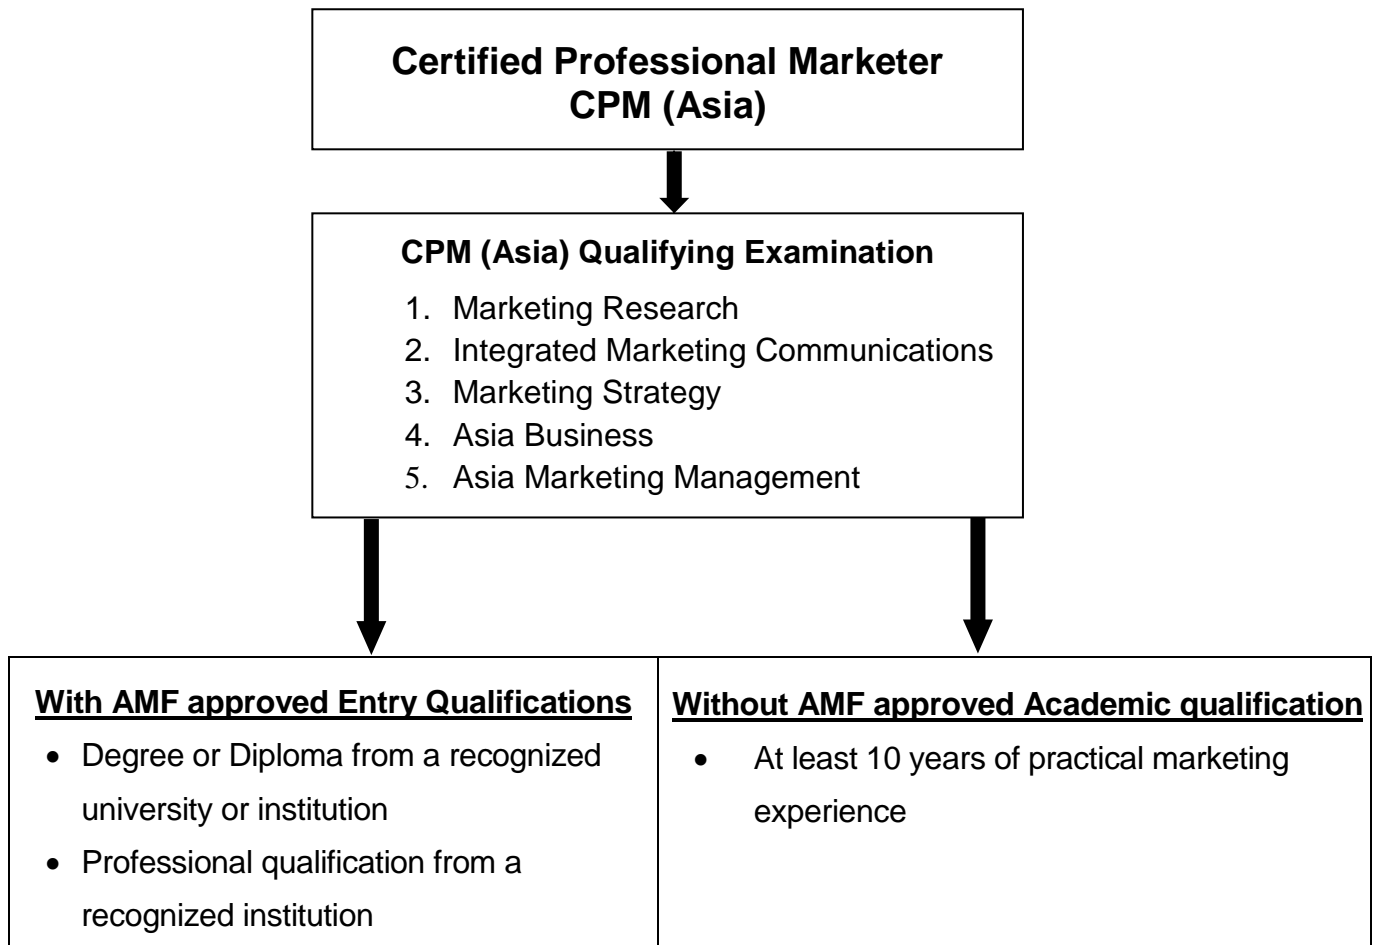 Certified Professional Marketer
CPM (Asia)
CPM (Asia) Qualifying Examination
1. Marketing Research
2. Integrated Marketing Communications
3. Marketing Strategy
4. Asia Business
5. Asia Marketing Management
With AMF approved Entry Qualifications
• Degree or Diploma from a recognized
university or institution
• Professional qualification from a
recognized institution
Without AMF approved Academic qualification
• At least 10 years of practical marketing
experience